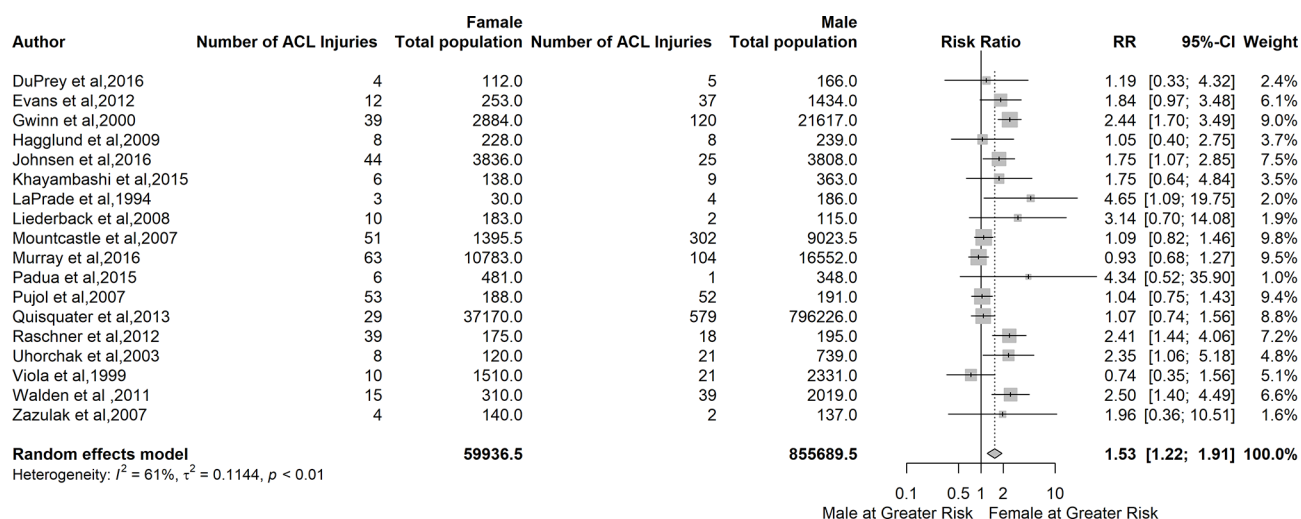 Famale Male
Author Number of ACL Injuries Total population Number of ACL Injuries Total population Risk Ratio RR 95%-CI Weight
DuPrey et al,2016 4 112.0 5 166.0 1.19 [0.33; 4.32] 2.4%
Evans et al,2012 12 253.0 37 1434.0 1.84 [0.97; 3.48] 6.1%
Gwinn et al,2000 39 2884.0 120 21617.0 2.44 [1.70; 3.49] 9.0%
Hagglund et al,2009 8 228.0 8 239.0 1.05 [0.40; 2.75] 3.7%
Johnsen et al,2016 44 3836.0 25 3808.0 1.75 [1.07; 2.85] 7.5%
Khayambashi et al,2015 6 138.0 9 363.0 1.75 [0.64; 4.84] 3.5%
LaPrade et al,1994 3 30.0 4 186.0 4.65 [1.09; 19.75] 2.0%
Liederback et al,2008 10 183.0 2 115.0 3.14 [0.70; 14.08] 1.9%
Mountcastle et al,2007 51 1395.5 302 9023.5 1.09 [0.82; 1.46] 9.8%
Murray et al,2016 63 10783.0 104 16552.0 0.93 [0.68; 1.27] 9.5%
Padua et al,2015 6 481.0 1 348.0 4.34 [0.52; 35.90] 1.0%
Pujol et al,2007 53 188.0 52 191.0 1.04 [0.75; 1.43] 9.4%
Quisquater et al,2013 29 37170.0 579 796226.0 1.07 [0.74; 1.56] 8.8%
Raschner et al,2012 39 175.0 18 195.0 2.41 [1.44; 4.06] 7.2%
Uhorchak et al,2003 8 120.0 21 739.0 2.35 [1.06; 5.18] 4.8%
Viola et al,1999 10 1510.0 21 2331.0 0.74 [0.35; 1.56] 5.1%
Walden et al ,2011 15 310.0 39 2019.0 2.50 [1.40; 4.49] 6.6%
Zazulak et al,2007 4 140.0 2 137.0 1.96 [0.36; 10.51] 1.6%
Random effects model 59936.5 855689.5 1.53 [1.22; 1.91] 100.0%
Heterogeneity: I² = 61%, τ² = 0.1144, p < 0.01
0.1 0.5 1 2 10
Male at Greater Risk Female at Greater Risk